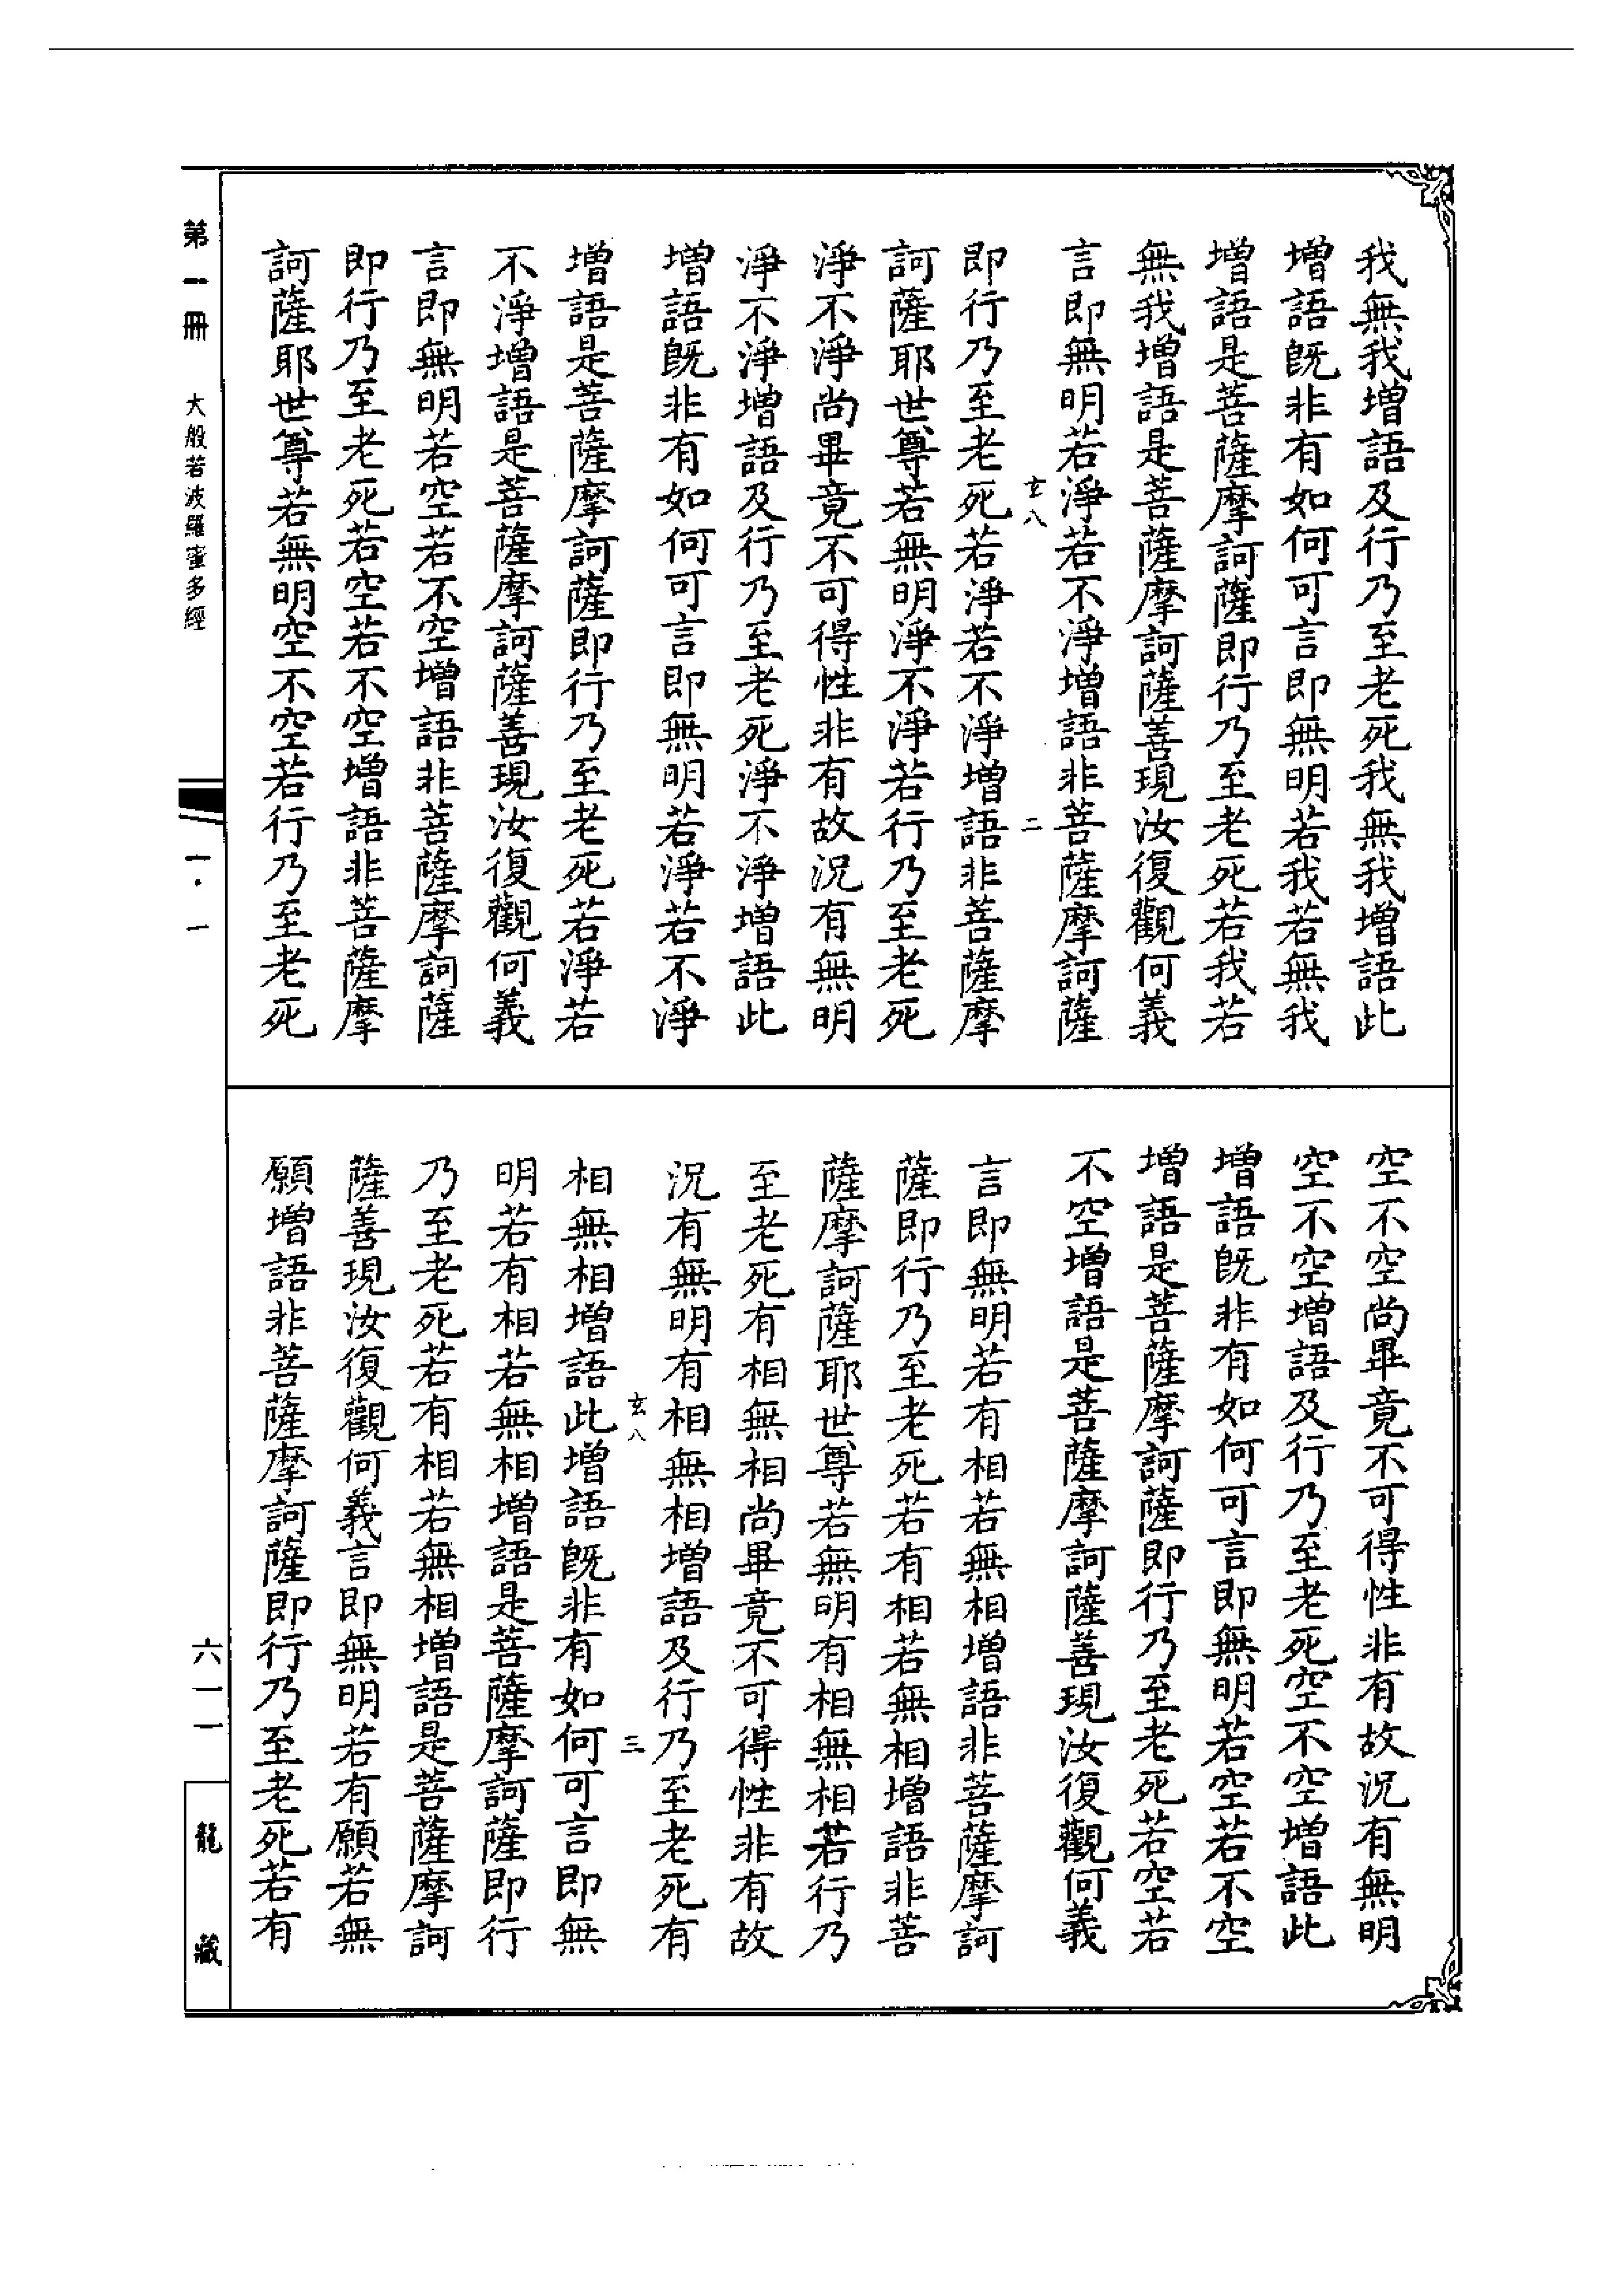 我無我增語及行乃至老死我無我增語此
增語既非有如何可言即無明若我若無我
增語是菩薩摩訶薩即行乃至老死若我若
無我增語是菩薩摩訶薩善現汝復觀何義
言即無明若淨若不淨增語非菩薩摩訶薩
玄八 二
即行乃至老死若淨若不淨增語非菩薩摩
訶薩耶世尊若無明淨不淨若行乃至老死
淨不淨尚畢竟不可得性非有故況有無明
淨不淨增語及行乃至老死淨不淨增語此
增語既非有如何可言即無明若淨若不淨
增語是菩薩摩訶薩即行乃至老死若淨若
不淨增語是菩薩摩訶薩善現汝復觀何義
言即無明若空若不空增語非菩薩摩訶薩
即行乃至老死若空若不空增語非菩薩摩
訶薩耶世尊若無明空不空若行乃至老死
空不空尚畢竟不可得性非有故況有無明
空不空增語及行乃至老死空不空增語此
增語既非有如何可言即無明若空若不空
增語是菩薩摩訶薩即行乃至老死若空若
不空增語是菩薩摩訶薩善現汝復觀何義
言即無明若有相若無相增語非菩薩摩訶
薩即行乃至老死若有相若無相增語非菩
薩摩訶薩耶世尊若無明有相無相若行乃
至老死有相無相尚畢竟不可得性非有故
況有無明有相無相增語及行乃至老死有
玄八 三
相無相增語此增語既非有如何可言即無
明若有相若無相增語是菩薩摩訶薩即行
乃至老死若有相若無相增語是菩薩摩訶
薩善現汝復觀何義言即無明若有願若無
願增語非菩薩摩訶薩即行乃至老死若有
第一冊 大般若波羅蜜多經 一·一 六一一 龍藏